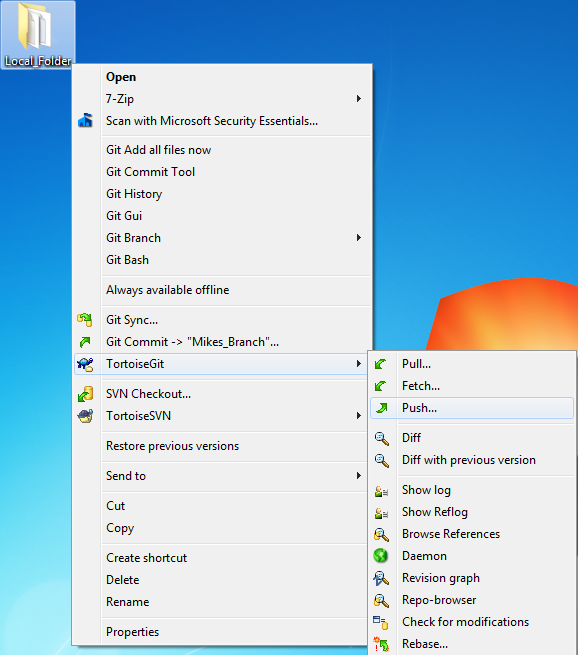 Local_Folder
Open
7-Zip
Scan with Microsoft Security Essentials...
Git Add all files now
Git Commit Tool
Git History
Git Gui
Git Branch
Git Bash
Always available offline
Git Sync...
Git Commit -> "Mikes_Branch"...
TortoiseGit
SVN Checkout...
TortoiseSVN
Restore previous versions
Send to
Cut
Copy
Create shortcut
Delete
Rename
Properties
Pull...
Fetch...
Push...
Diff
Diff with previous version
Show log
Show Reflog
Browse References
Daemon
Revision graph
Repo-browser
Check for modifications
Rebase...